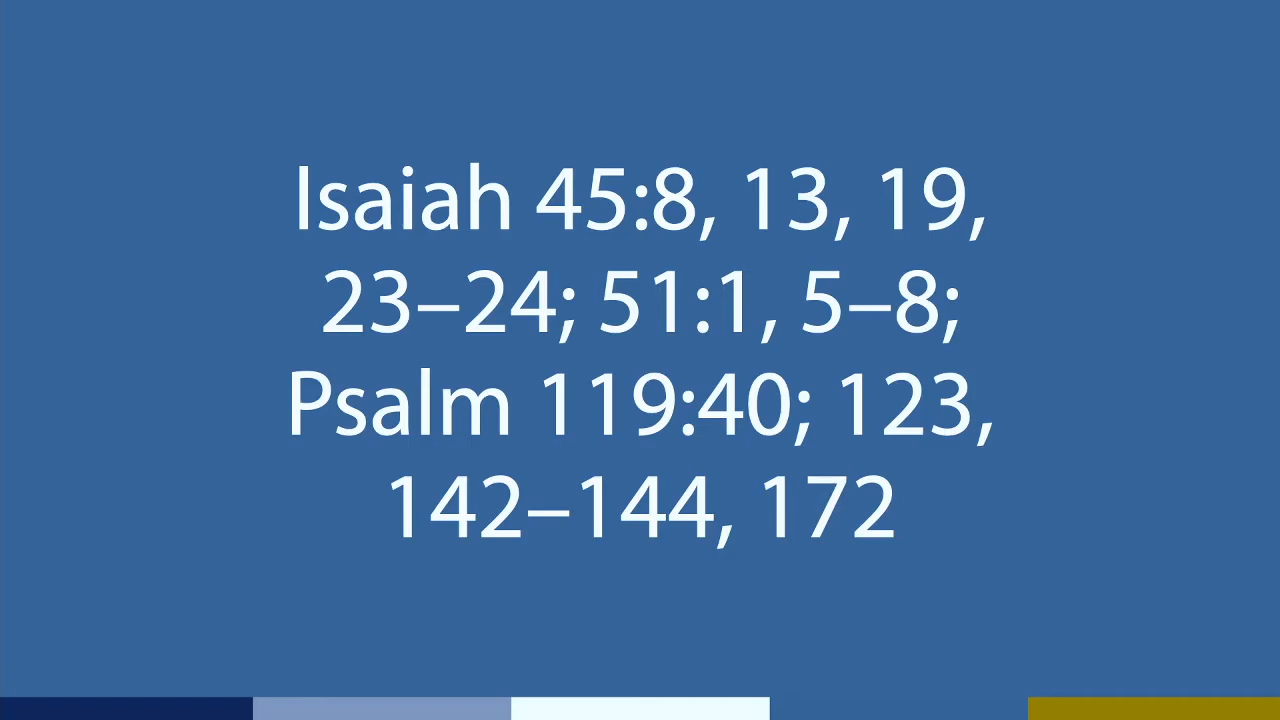 Isaiah 45:8, 13, 19,
23–24; 51:1, 5–8;
Psalm 119:40; 123,
142–144, 172